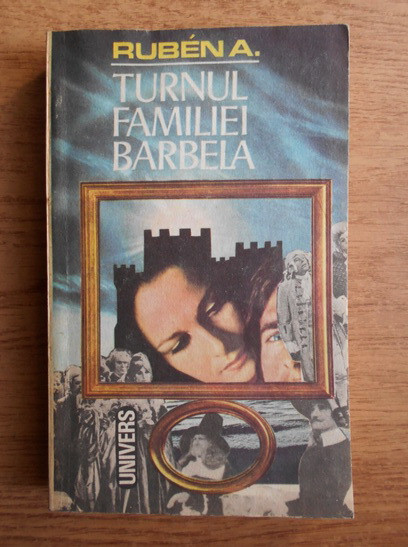 RUBÉN A.
TURNUL
FAMILIEI
BARBELA
UNIVERS